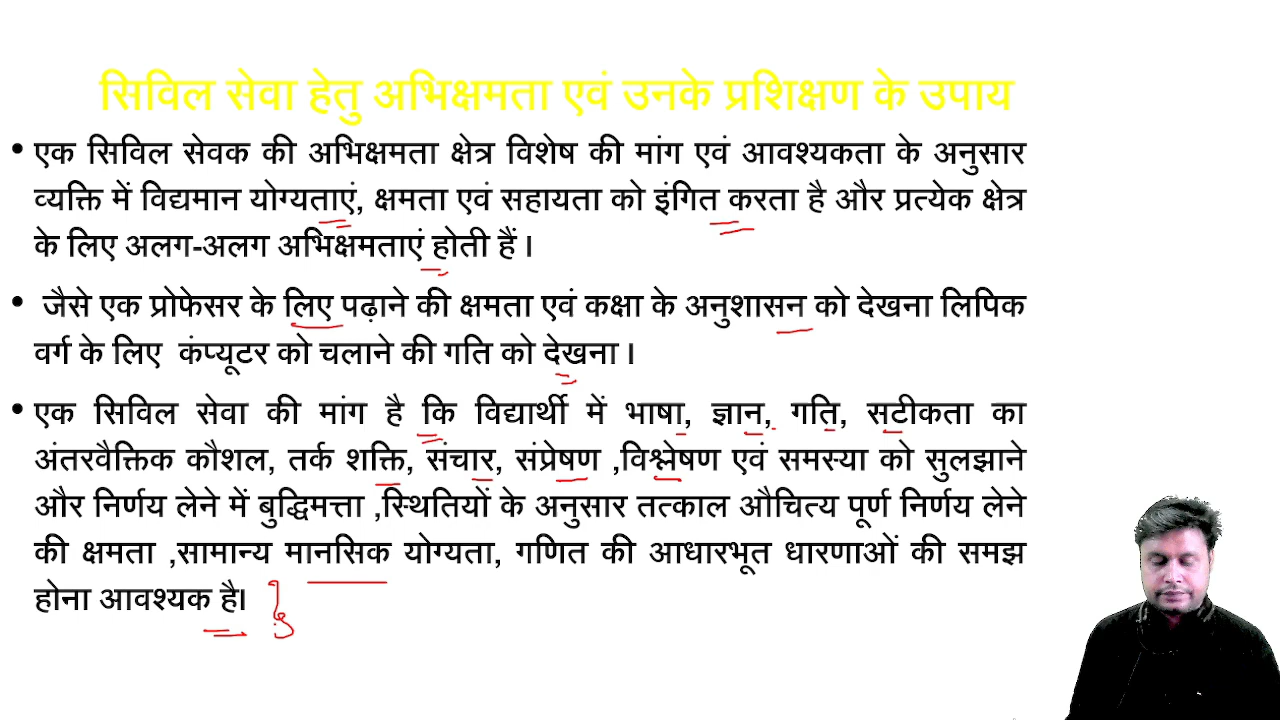 सिविल सेवा हेतु अभिक्षमता एवं उनके प्रशिक्षण के उपाय
• एक सिविल सेवक की अभिक्षमता क्षेत्र विशेष की मांग एवं आवश्यकता के अनुसार
व्यक्ति में विद्यमान योग्यताएं, क्षमता एवं सहायता को इंगित करता है और प्रत्येक क्षेत्र
के लिए अलग-अलग अभिक्षमताएं होती हैं ।
• जैसे एक प्रोफेसर के लिए पढ़ाने की क्षमता एवं कक्षा के अनुशासन को देखना लिपिक
वर्ग के लिए कंप्यूटर को चलाने की गति को देखना ।
• एक सिविल सेवा की मांग है कि विद्यार्थी में भाषा, ज्ञान, गति, सटीकता का
अंतरवैक्तिक कौशल, तर्क शक्ति, संचार, संप्रेषण ,विश्लेषण एवं समस्या को सुलझाने
और निर्णय लेने में बुद्धिमत्ता ,स्थितियों के अनुसार तत्काल औचित्य पूर्ण निर्णय लेने
की क्षमता ,सामान्य मानसिक योग्यता, गणित की आधारभूत धारणाओं की समझ
होना आवश्यक है।